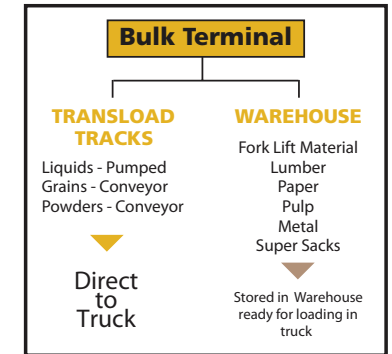 Bulk Terminal
TRANSLOAD
TRACKS
Liquids - Pumped
Grains - Conveyor
Powders - Conveyor
Direct
to
Truck
WAREHOUSE
Fork Lift Material
Lumber
Paper
Pulp
Metal
Super Sacks
Stored in Warehouse
ready for loading in
truck